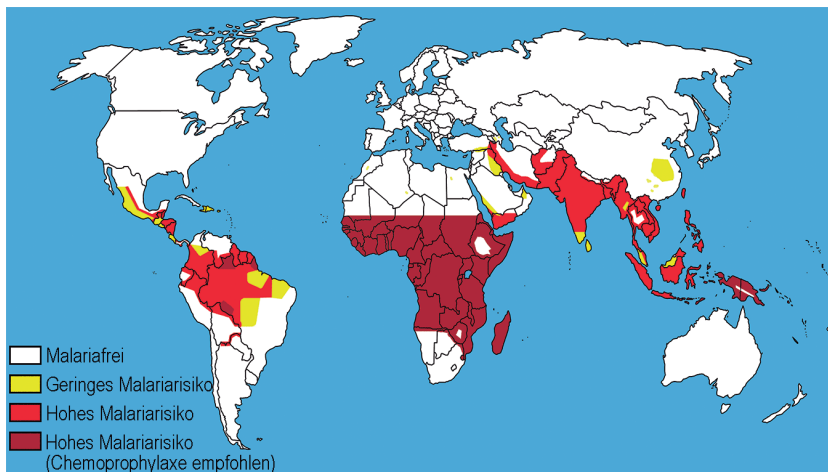 Malariafrei
Geringes Malariarisiko
Hohes Malariarisiko
Hohes Malariarisiko
(Chemoprophylaxe empfohlen)